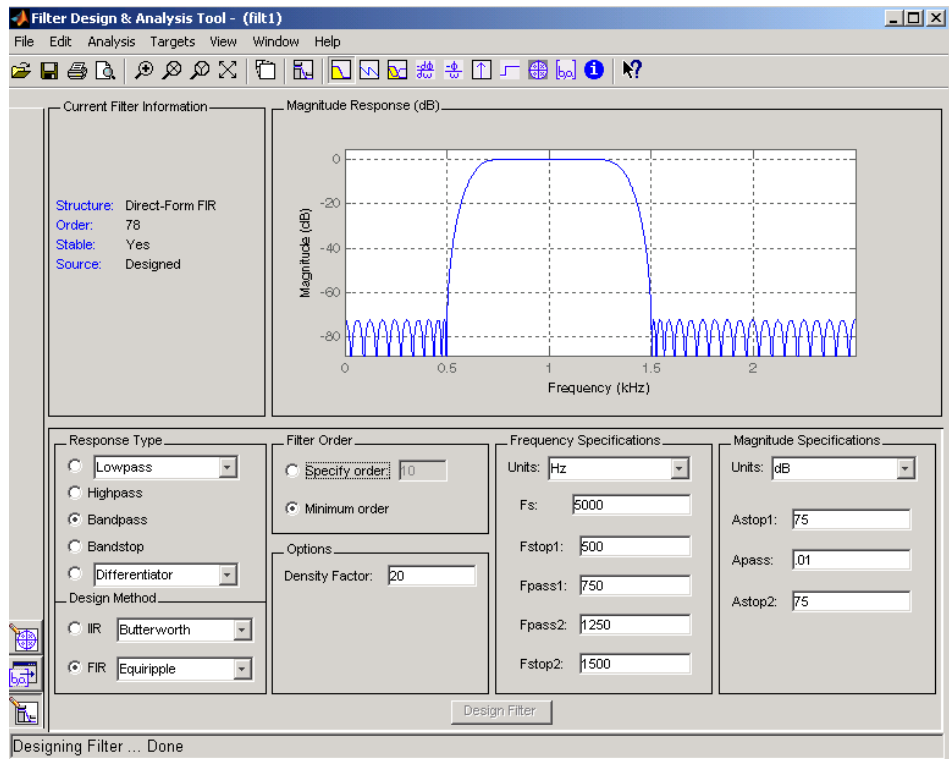 Filter Design & Analysis Tool - (filt1)
File Edit Analysis Targets View Window Help
Current Filter Information
Structure: Direct-Form FIR
Order: 78
Stable: Yes
Source: Designed
Magnitude Response (dB)
0
-20
-40
-60
-80
Magnitude (dB)
0 0.5 1 1.5 2
Frequency (kHz)
Response Type
Lowpass
Highpass
Bandpass
Bandstop
Differentiator
Design Method
IIR Butterworth
FIR Equiripple
Filter Order
Specify order: 10
Minimum order
Options
Density Factor: 20
Frequency Specifications
Units: Hz
Fs: 5000
Fstop1: 500
Fpass1: 750
Fpass2: 1250
Fstop2: 1500
Magnitude Specifications
Units: dB
Astop1: 75
Apass: .01
Astop2: 75
Design Filter
Designing Filter ... Done